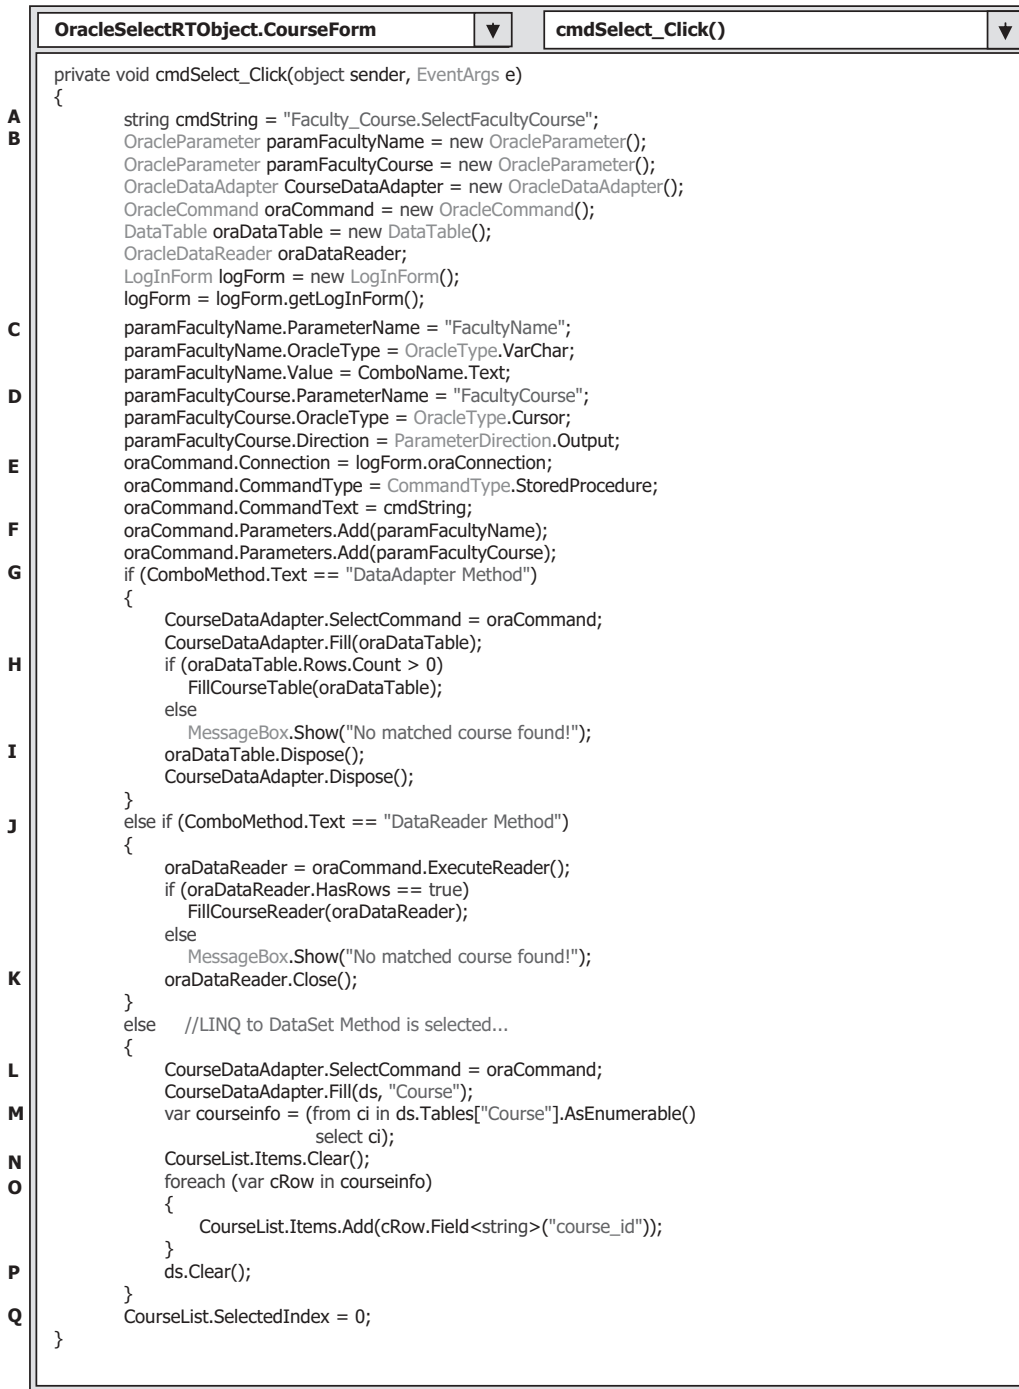 OracleSelectRTObject.CourseForm ▼ cmdSelect_Click() ▼
private void cmdSelect_Click(object sender, EventArgs e)
{
A string cmdString = "Faculty_Course.SelectFacultyCourse";
B OracleParameter paramFacultyName = new OracleParameter();
OracleParameter paramFacultyCourse = new OracleParameter();
OracleDataAdapter CourseDataAdapter = new OracleDataAdapter();
OracleCommand oraCommand = new OracleCommand();
DataTable oraDataTable = new DataTable();
OracleDataReader oraDataReader;
LogInForm logForm = new LogInForm();
logForm = logForm.getLogInForm();
C paramFacultyName.ParameterName = "FacultyName";
paramFacultyName.OracleType = OracleType.VarChar;
paramFacultyName.Value = ComboName.Text;
D paramFacultyCourse.ParameterName = "FacultyCourse";
paramFacultyCourse.OracleType = OracleType.Cursor;
paramFacultyCourse.Direction = ParameterDirection.Output;
E oraCommand.Connection = logForm.oraConnection;
oraCommand.CommandType = CommandType.StoredProcedure;
oraCommand.CommandText = cmdString;
F oraCommand.Parameters.Add(paramFacultyName);
oraCommand.Parameters.Add(paramFacultyCourse);
G if (ComboMethod.Text == "DataAdapter Method")
{
CourseDataAdapter.SelectCommand = oraCommand;
CourseDataAdapter.Fill(oraDataTable);
H if (oraDataTable.Rows.Count > 0)
FillCourseTable(oraDataTable);
else
MessageBox.Show("No matched course found!");
I oraDataTable.Dispose();
CourseDataAdapter.Dispose();
}
J else if (ComboMethod.Text == "DataReader Method")
{
oraDataReader = oraCommand.ExecuteReader();
if (oraDataReader.HasRows == true)
FillCourseReader(oraDataReader);
else
MessageBox.Show("No matched course found!");
K oraDataReader.Close();
}
else //LINQ to DataSet Method is selected...
{
L CourseDataAdapter.SelectCommand = oraCommand;
CourseDataAdapter.Fill(ds, "Course");
M var courseinfo = (from ci in ds.Tables["Course"].AsEnumerable()
select ci);
N CourseList.Items.Clear();
O foreach (var cRow in courseinfo)
{
CourseList.Items.Add(cRow.Field<string>("course_id"));
}
P ds.Clear();
}
Q CourseList.SelectedIndex = 0;
}